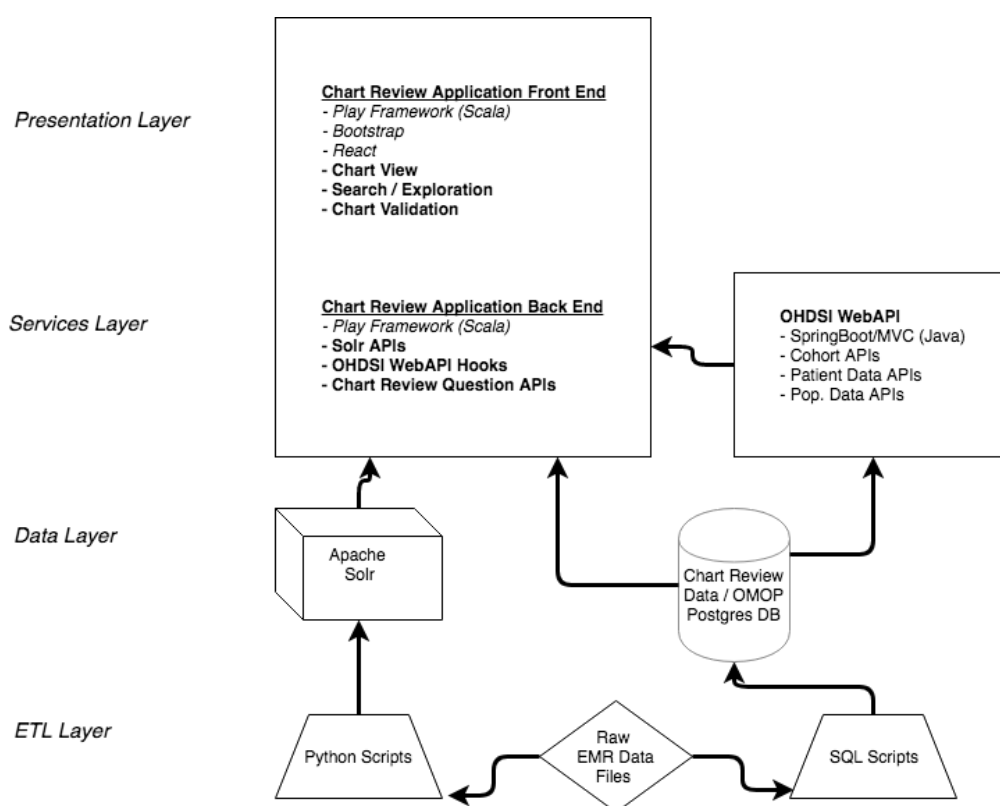 Presentation Layer
Chart Review Application Front End
- Play Framework (Scala)
- Bootstrap
- React
- Chart View
- Search / Exploration
- Chart Validation
Services Layer
Chart Review Application Back End
- Play Framework (Scala)
- Solr APIs
- OHDSI WebAPI Hooks
- Chart Review Question APIs
OHDSI WebAPI
- SpringBoot/MVC (Java)
- Cohort APIs
- Patient Data APIs
- Pop. Data APIs
Data Layer
Apache
Solr
Chart Review
Data / OMOP
Postgres DB
ETL Layer
Python Scripts
Raw
EMR Data
Files
SQL Scripts